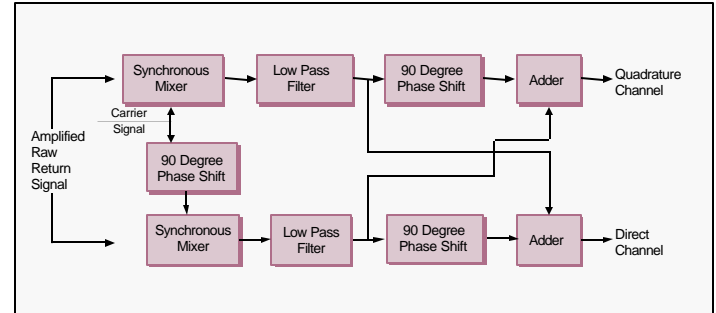 Synchronous
Mixer
Low Pass
Filter
90 Degree
Phase Shift
Adder
Quadrature
Channel
Carrier
Signal
Amplified
Raw
Return
Signal
90 Degree
Phase Shift
Synchronous
Mixer
Low Pass
Filter
90 Degree
Phase Shift
Adder
Direct
Channel